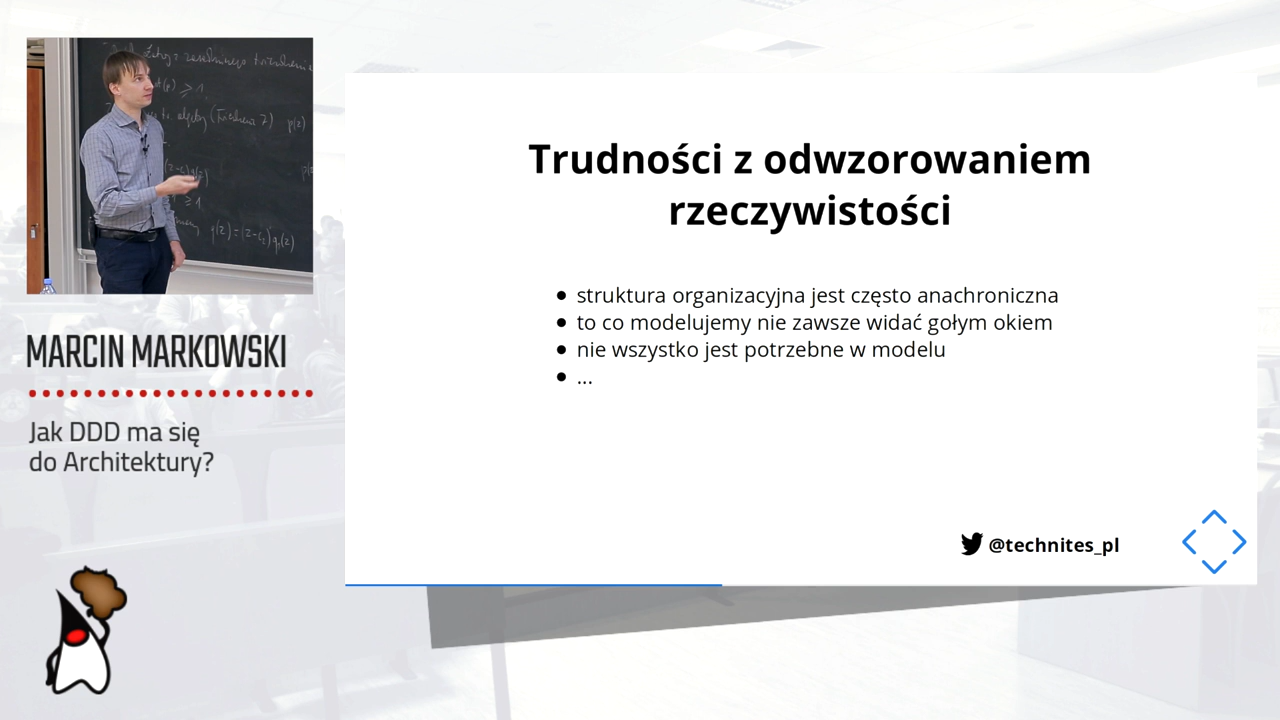 MARCIN MARKOWSKI
Jak DDD ma się
do Architektury?
Trudności z odwzorowaniem
rzeczywistości
• struktura organizacyjna jest często anachroniczna
• to co modelujemy nie zawsze widać gołym okiem
• nie wszystko jest potrzebne w modelu
• ...
@technites_pl